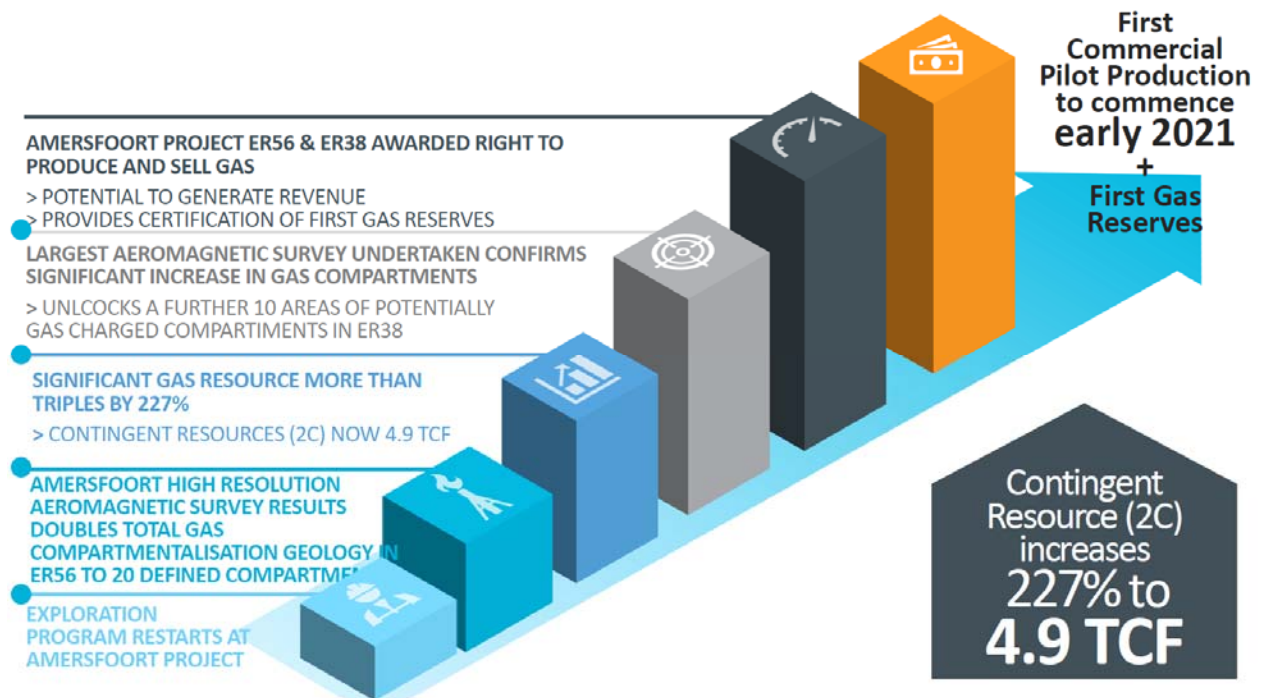 First
Commercial
Pilot Production
to commence
early 2021
+
First Gas
Reserves
AMERSFOORT PROJECT ER56 & ER38 AWARDED RIGHT TO
PRODUCE AND SELL GAS
> POTENTIAL TO GENERATE REVENUE
> PROVIDES CERTIFICATION OF FIRST GAS RESERVES
LARGEST AEROMAGNETIC SURVEY UNDERTAKEN CONFIRMS
SIGNIFICANT INCREASE IN GAS COMPARTMENTS
> UNLCOCKS A FURTHER 10 AREAS OF POTENTIALLY
GAS CHARGED COMPARTIMENTS IN ER38
SIGNIFICANT GAS RESOURCE MORE THAN
TRIPLES BY 227%
> CONTINGENT RESOURCES (2C) NOW 4.9 TCF
AMERSFOORT HIGH RESOLUTION
AEROMAGNETIC SURVEY RESULTS
DOUBLES TOTAL GAS
COMPARTMENTALISATION GEOLOGY IN
ER56 TO 20 DEFINED
EXPLORATION
PROGRAM RESTARTS AT
AMERSFOORT PROJECT
Contingent
Resource (2C)
increases
227% to
4.9 TCF